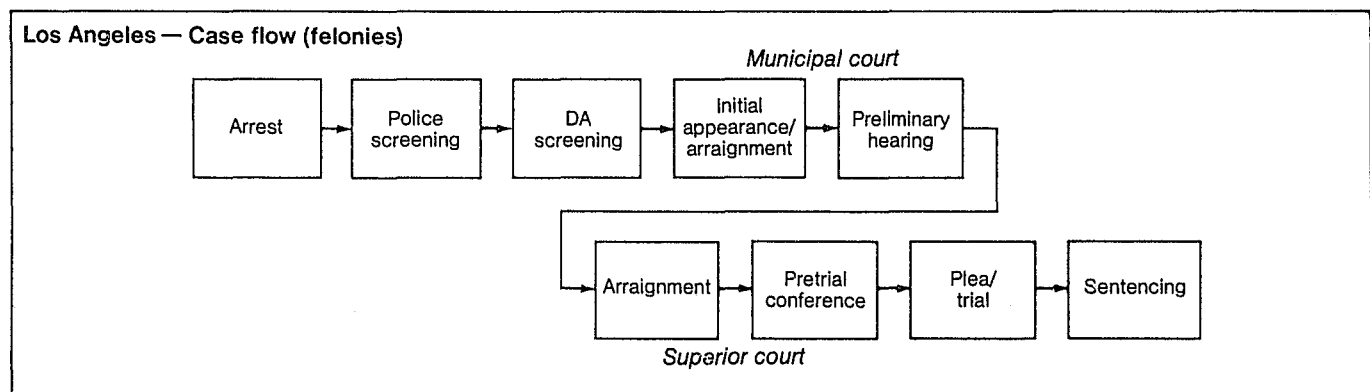 Los Angeles — Case flow (felonies)
Municipal court
Arrest
Police
screening
DA
screening
Initial
appearance/
arraignment
Preliminary
hearing
Arraignment
Pretrial
conference
Plea/
trial
Sentencing
Superior court